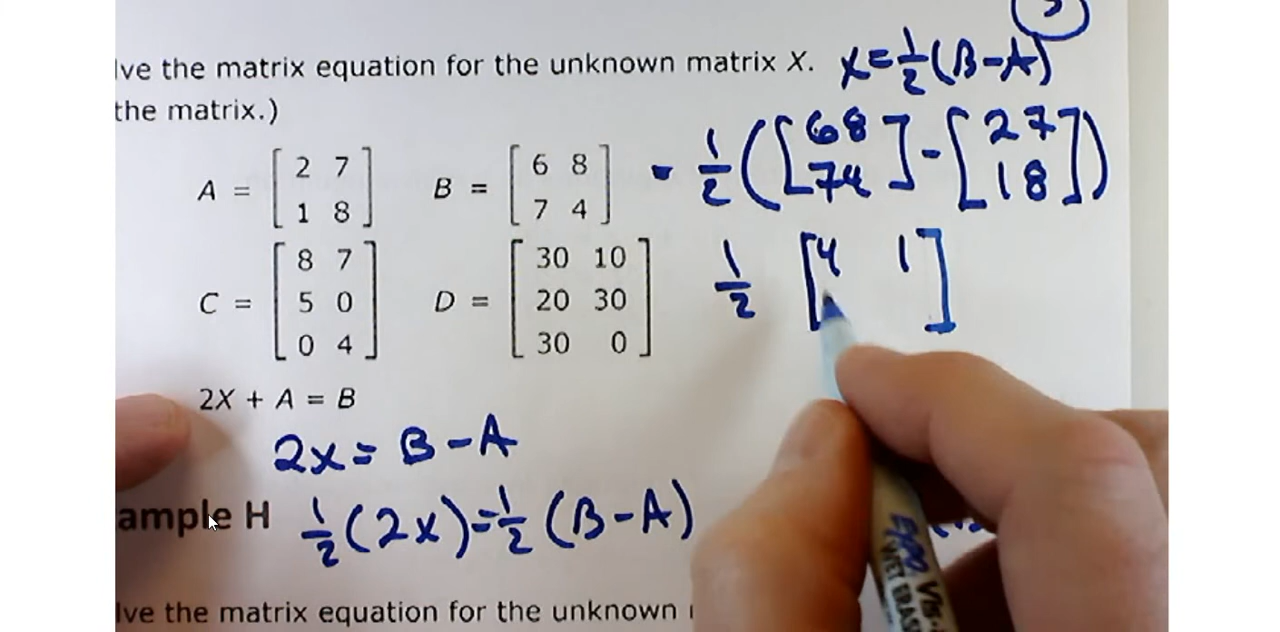 lve the matrix equation for the unknown matrix X. x=½(B-A)
the matrix.)
A = [2 7
1 8] B = [6 8
7 4] = ½([6 8
7 4] - [2 7
1 8])
C = [8 7
5 0
0 4] D = [30 10
20 30
30 0] ½ [4 1 ]
2X + A = B
2x = B - A
ample H ½(2x)=½(B-A)
lve the matrix equation for the unknown